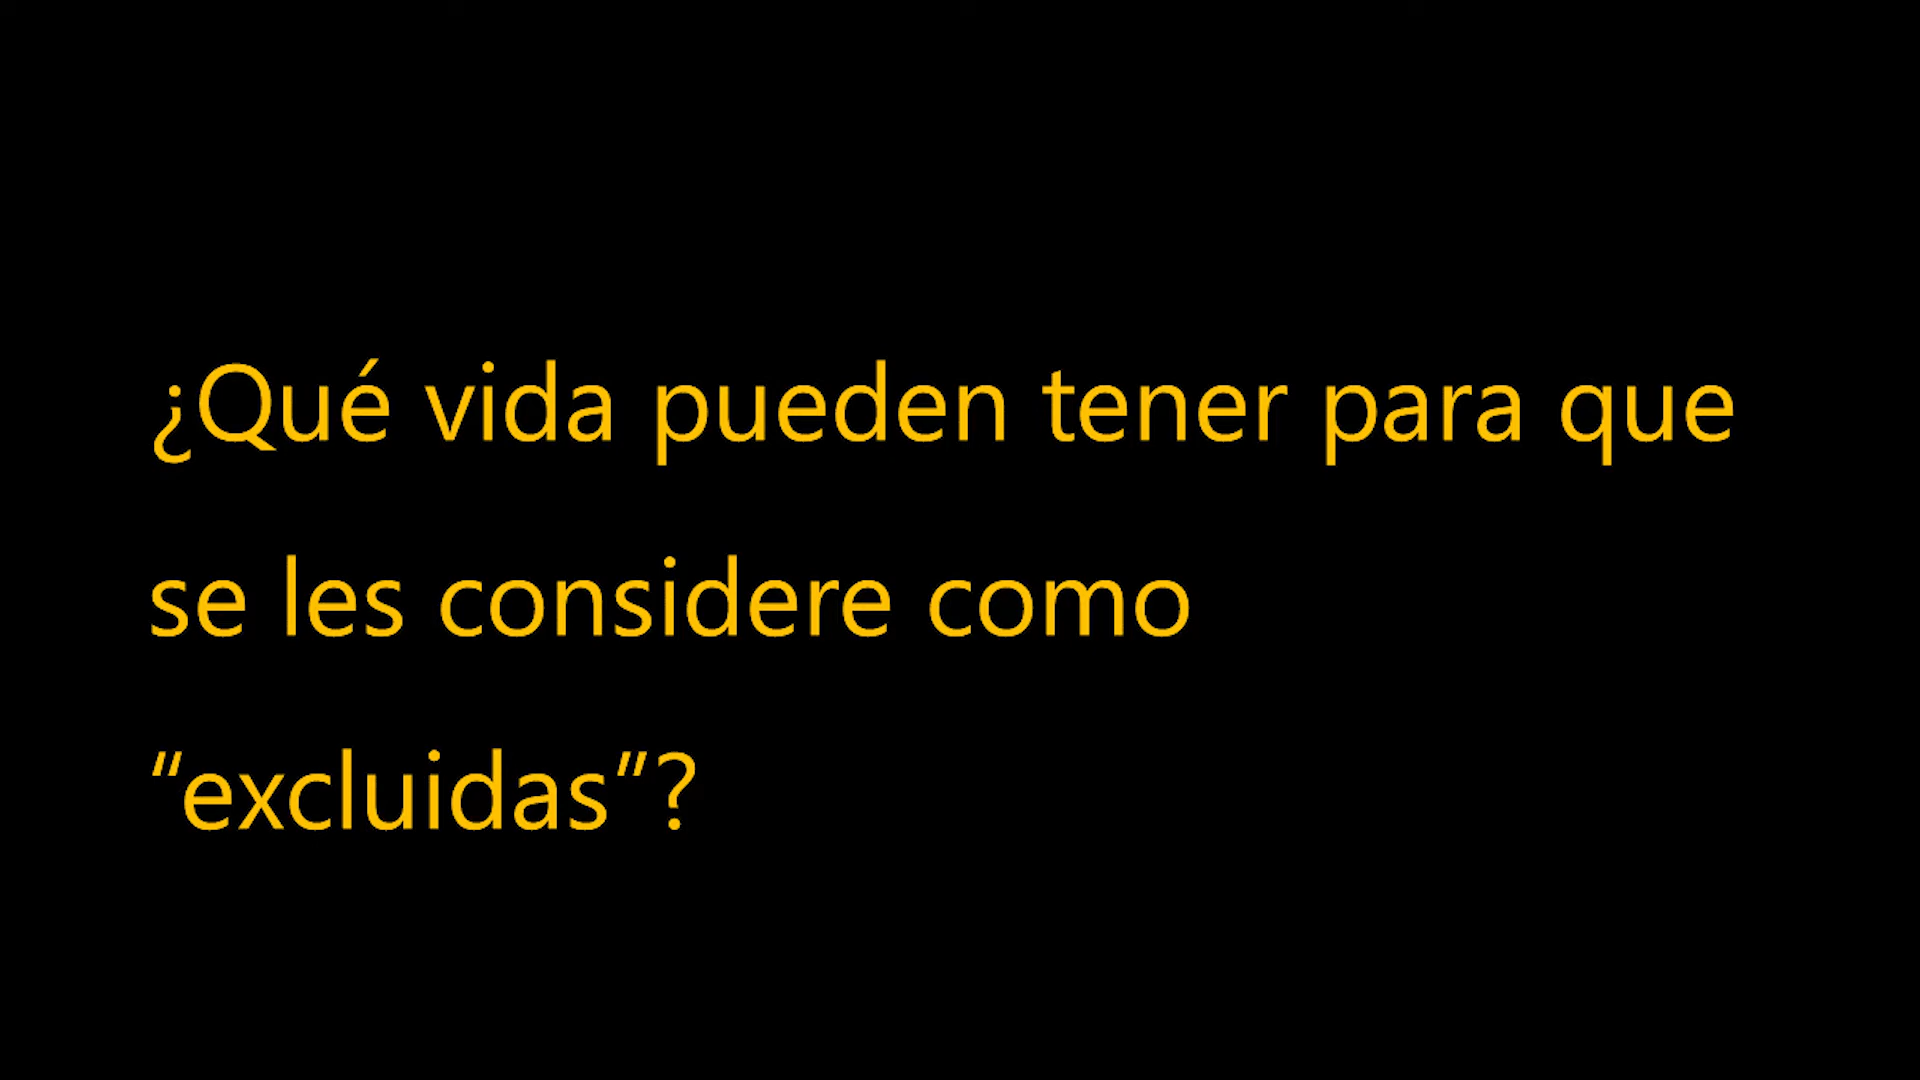 ¿Qué vida pueden tener para que
se les considere como
“excluidas”?